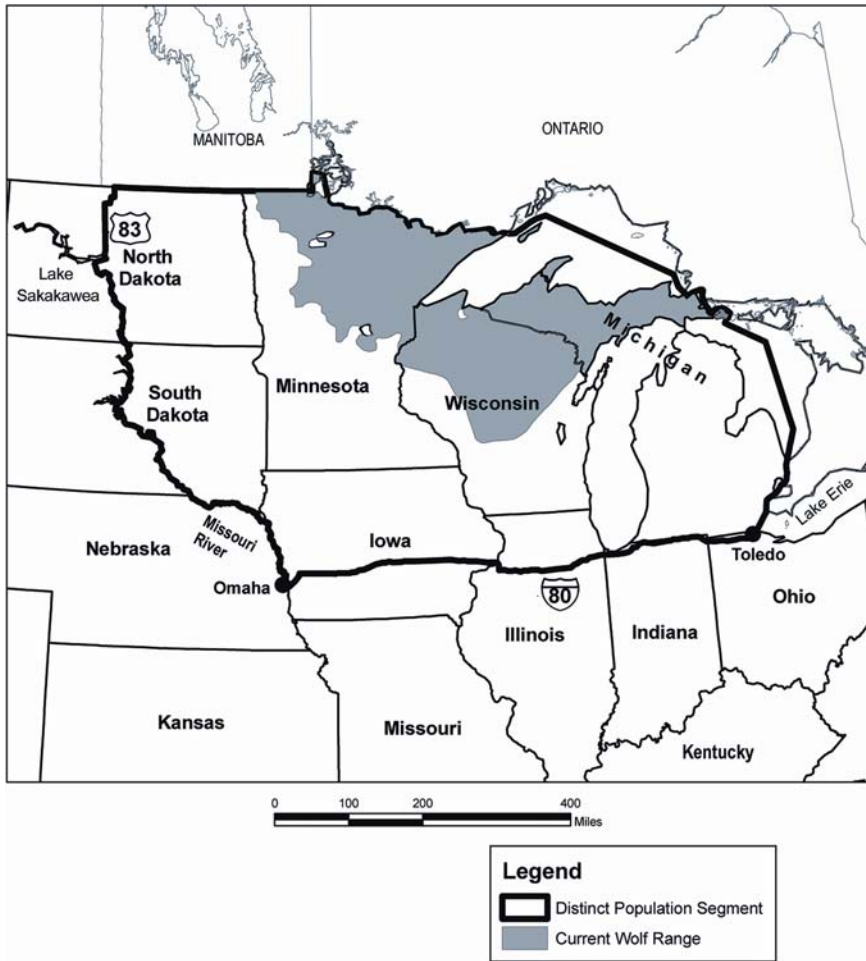 MANITOBA
ONTARIO
83
North
Dakota
Lake
Sakakawea
Michigan
South
Dakota
Minnesota
Wisconsin
Lake Erie
Missouri
River
Nebraska
Iowa
Toledo
Omaha
80
Ohio
Illinois
Indiana
Kansas
Missouri
Kentucky
0 100 200 400
Miles
Legend
Distinct Population Segment
Current Wolf Range